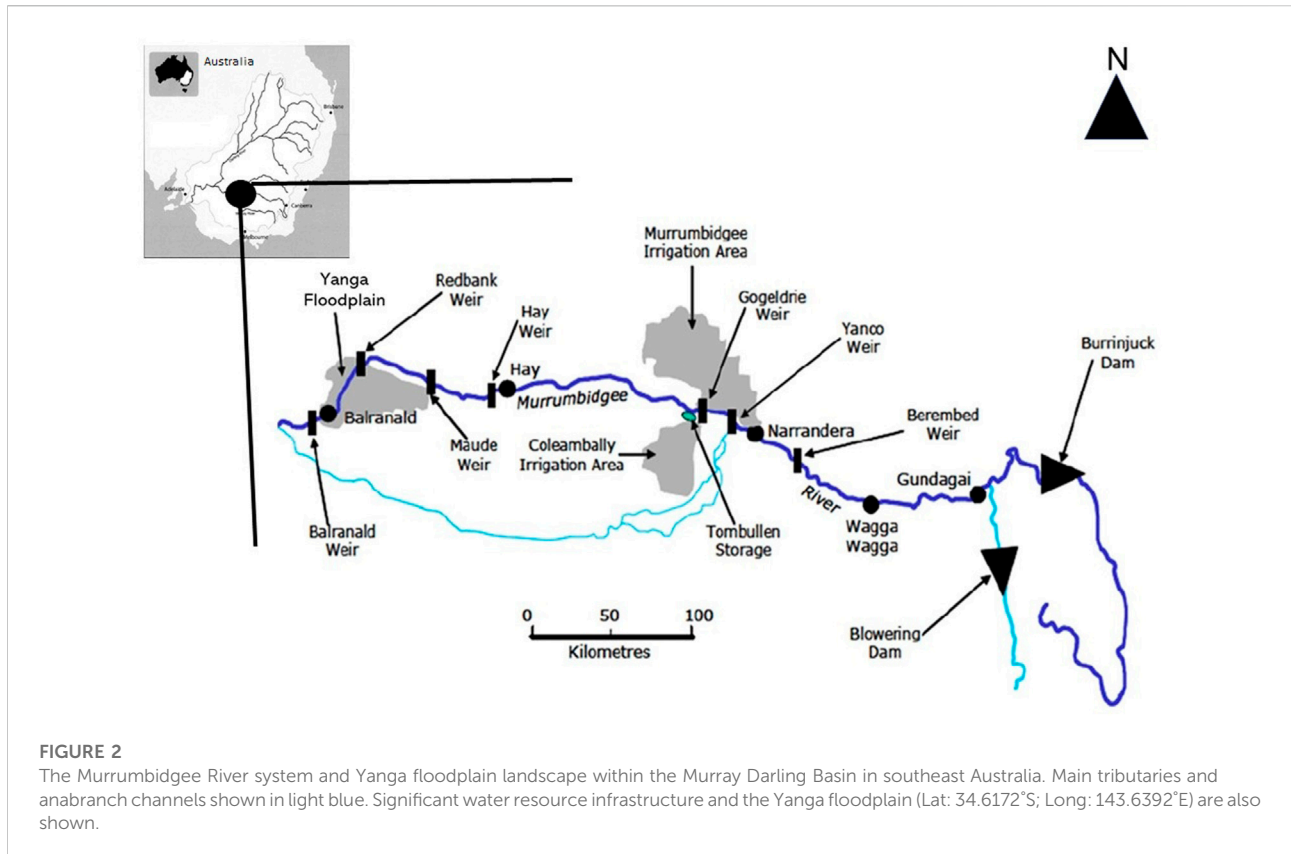 Australia
Brisbane
Adelaide
Canberra
Melbourne
N
Murrumbidgee
Irrigation Area
Yanga
Floodplain
Redbank
Weir
Hay
Weir
Gogeldrie
Weir
Yanco
Weir
Burrinjuck
Dam
Hay
Murrumbidgee
Balranald
Maude
Weir
Coleambally
Irrigation Area
Narrandera
Berembed
Weir
Gundagai
River
Wagga
Wagga
Balranald
Weir
Tombullen
Storage
Blowering
Dam
0 50 100
Kilometres
FIGURE 2
The Murrumbidgee River system and Yanga floodplain landscape within the Murray Darling Basin in southeast Australia. Main tributaries and
anabranch channels shown in light blue. Significant water resource infrastructure and the Yanga floodplain (Lat: 34.6172°S; Long: 143.6392°E) are also
shown.